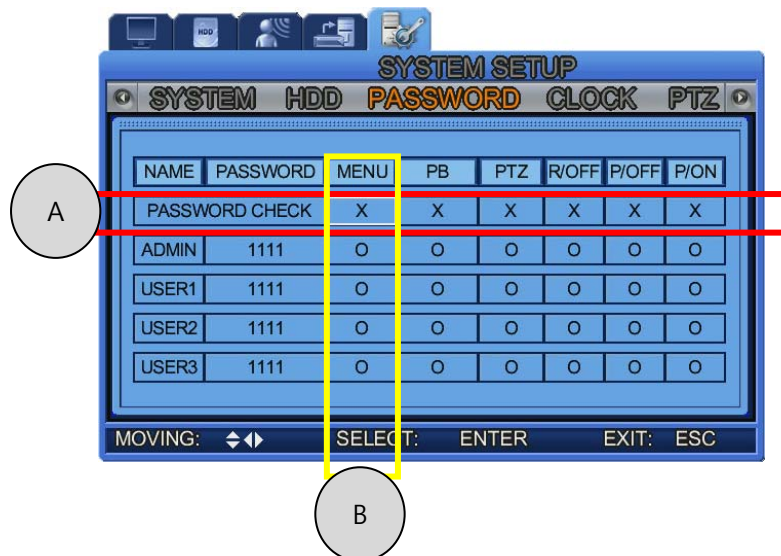 HDD
SYSTEM SETUP
SYSTEM HDD PASSWORD CLOCK PTZ
NAME PASSWORD MENU PB PTZ R/OFF P/OFF P/ON
A
PASSWORD CHECK X X X X X X
ADMIN 1111 O O O O O O
USER1 1111 O O O O O O
USER2 1111 O O O O O O
USER3 1111 O O O O O O
MOVING: SELECT: ENTER EXIT: ESC
B